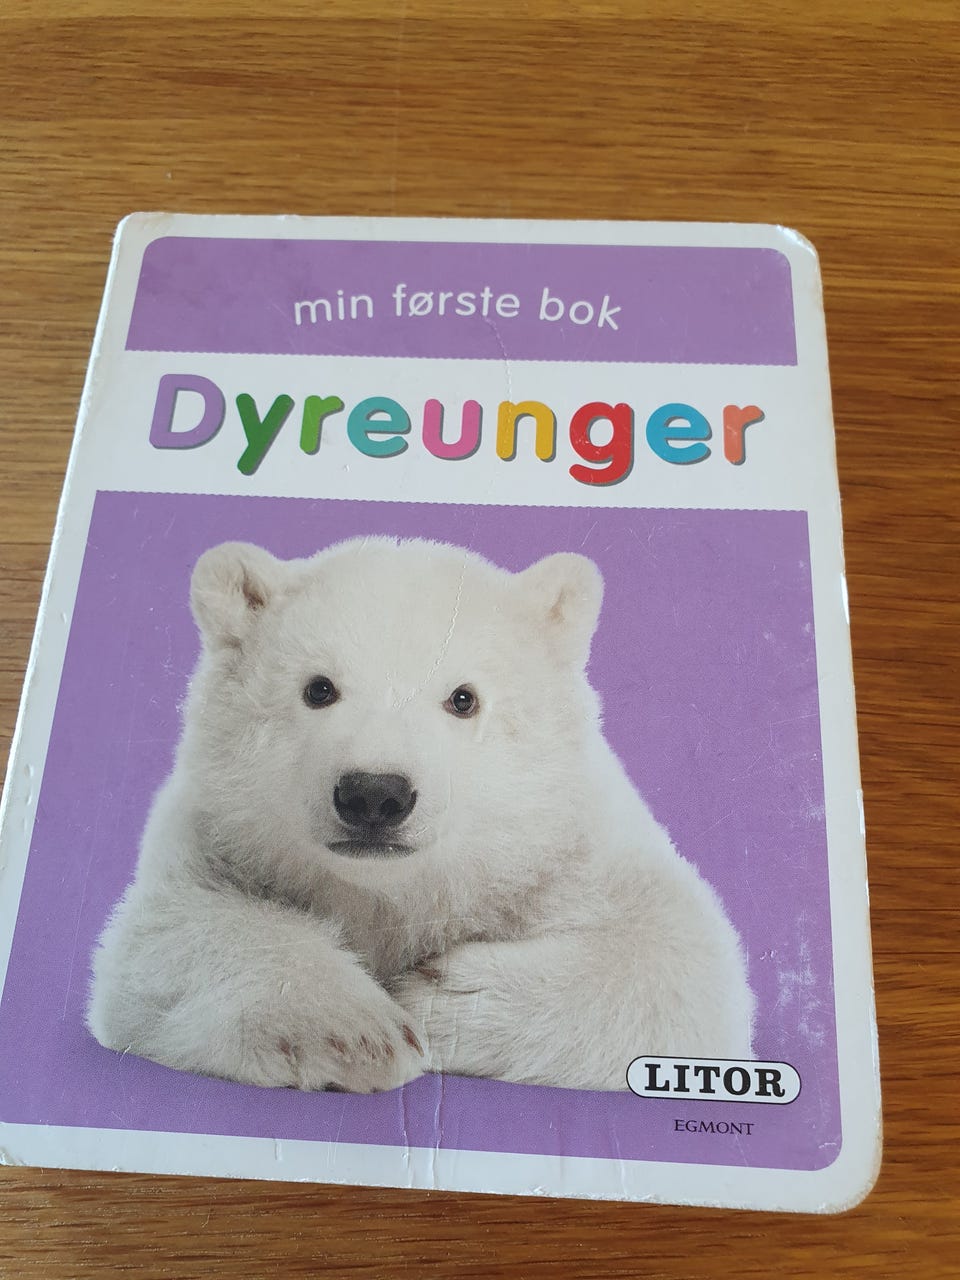 min første bok
Dyreunger
LITOR
EGMONT